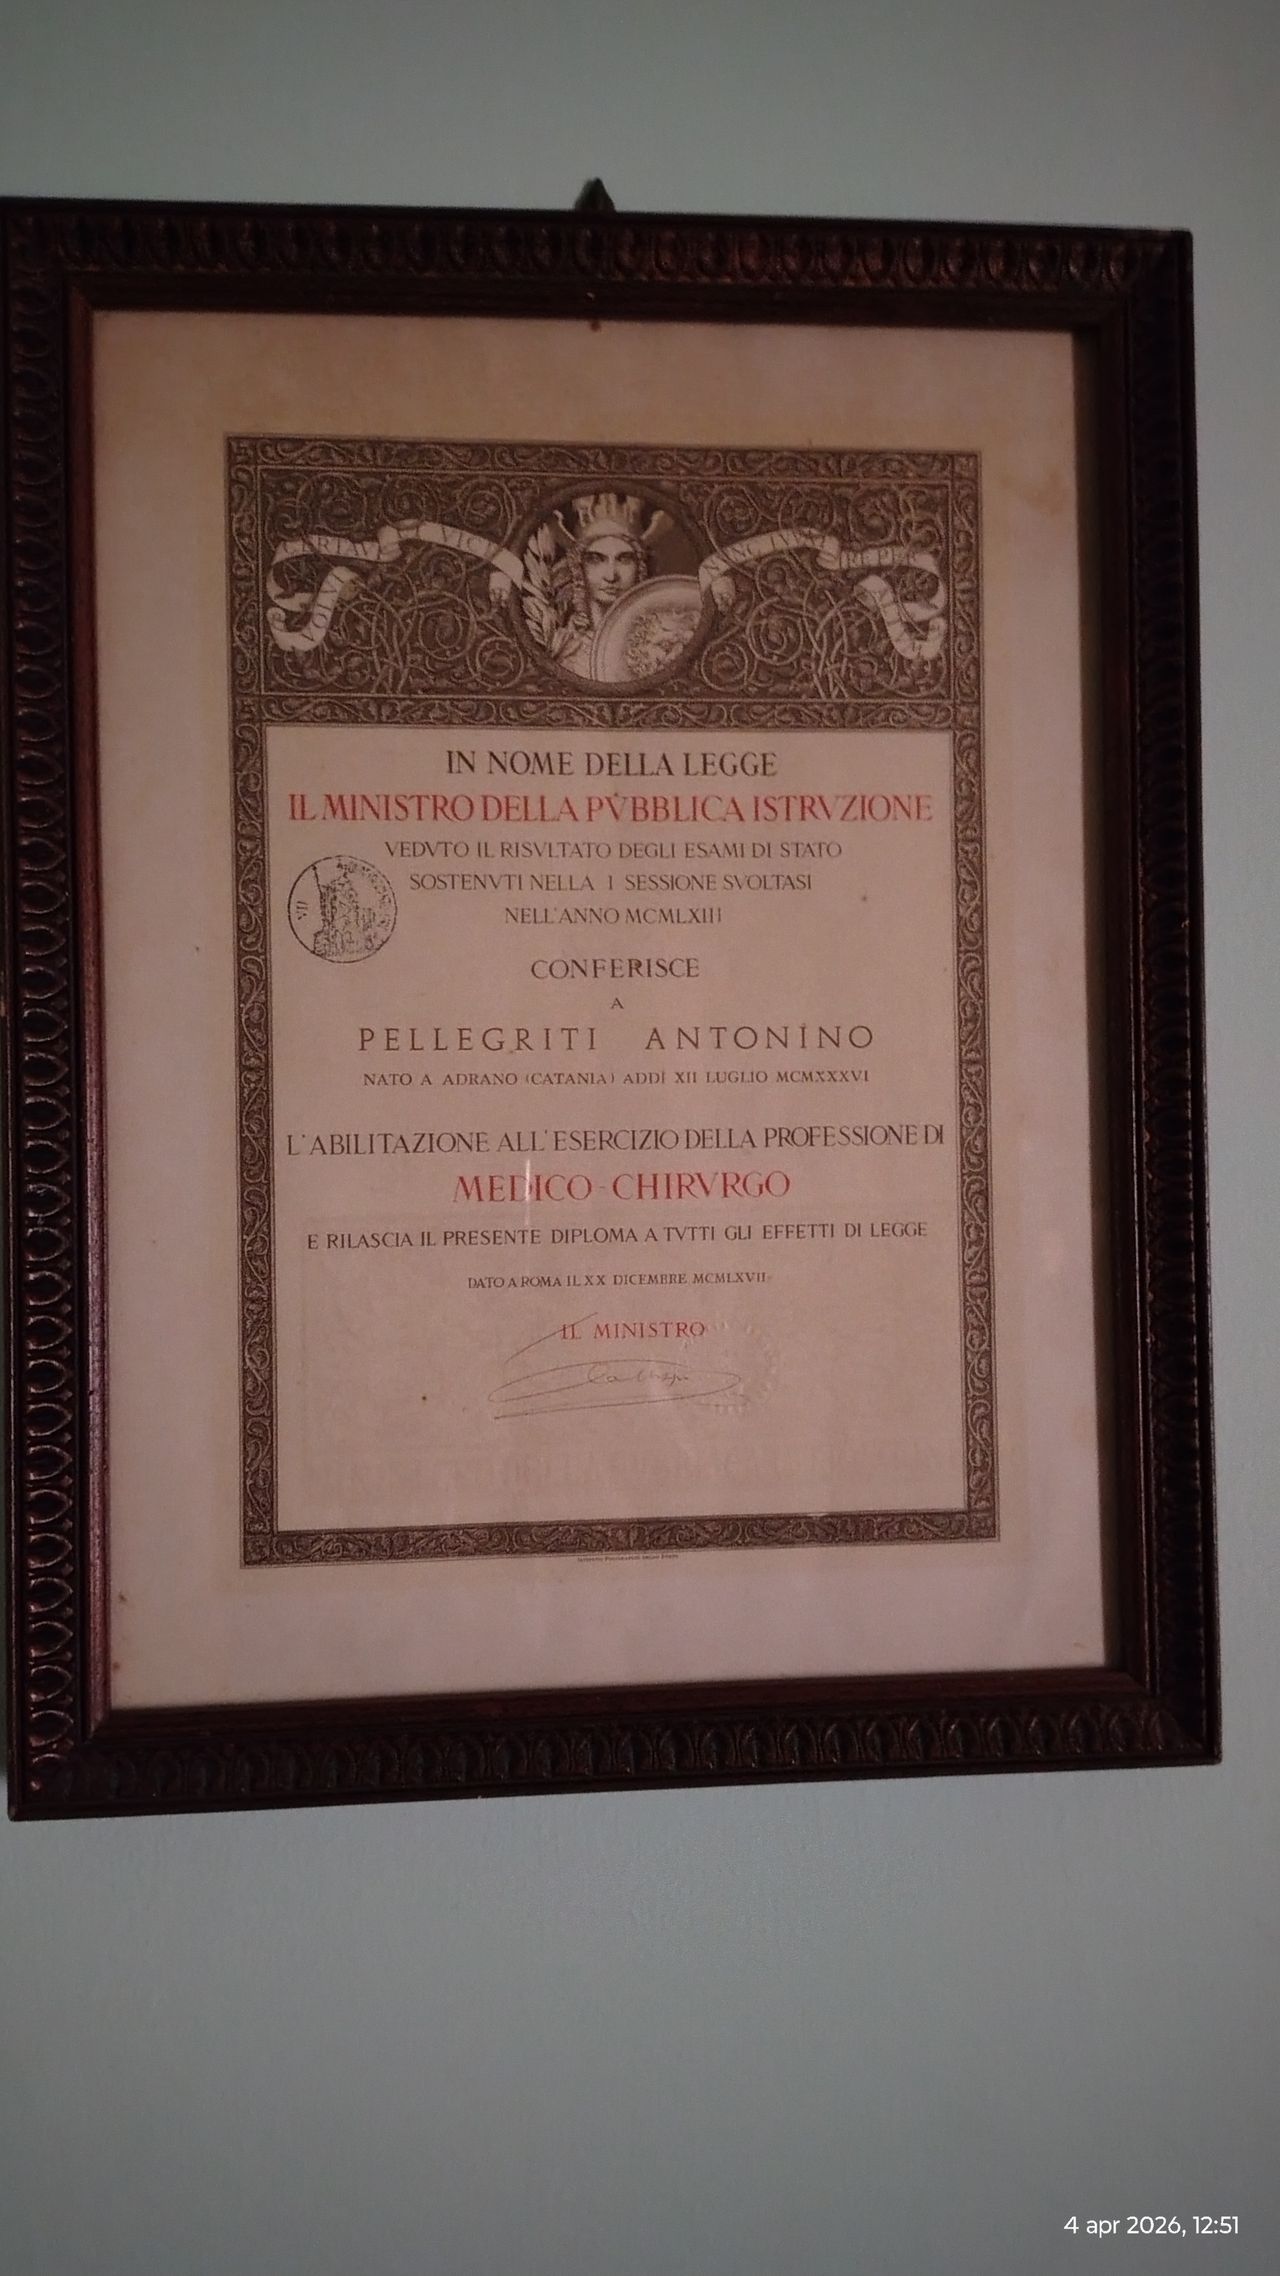 IN NOME DELLA LEGGE
IL MINISTRO DELLA PVBBLICA ISTRVZIONE
VEDVTO IL RISVLTATO DEGLI ESAMI DI STATO
SOSTENVTI NELLA I SESSIONE SVOLTASI
NELL'ANNO MCMLXIII
VII
CONFERISCE
A
PELLEGRITI ANTONINO
NATO A ADRANO (CATANIA) ADDÌ XII LUGLIO MCMXXXVI
L'ABILITAZIONE ALL'ESERCIZIO DELLA PROFESSIONE DI
MEDICO-CHIRVRGO
E RILASCIA IL PRESENTE DIPLOMA A TVTTI GLI EFFETTI DI LEGGE
DATO A ROMA IL XX DICEMBRE MCMLXVII
IL MINISTRO
4 apr 2026, 12:51